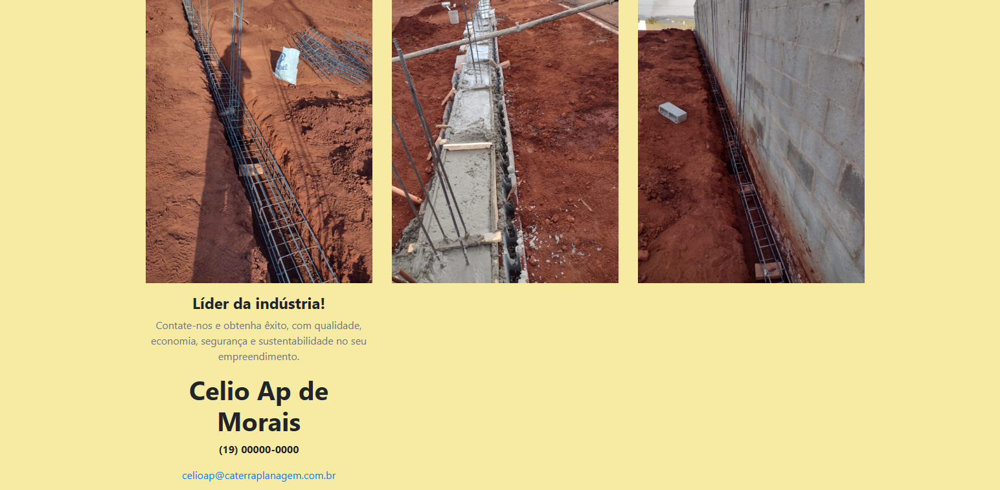 Líder da indústria!
Contate-nos e obtenha êxito, com qualidade,
economia, segurança e sustentabilidade no seu
empreendimento.
Celio Ap de
Morais
(19) 00000-0000
celioap@caterraplanagem.com.br